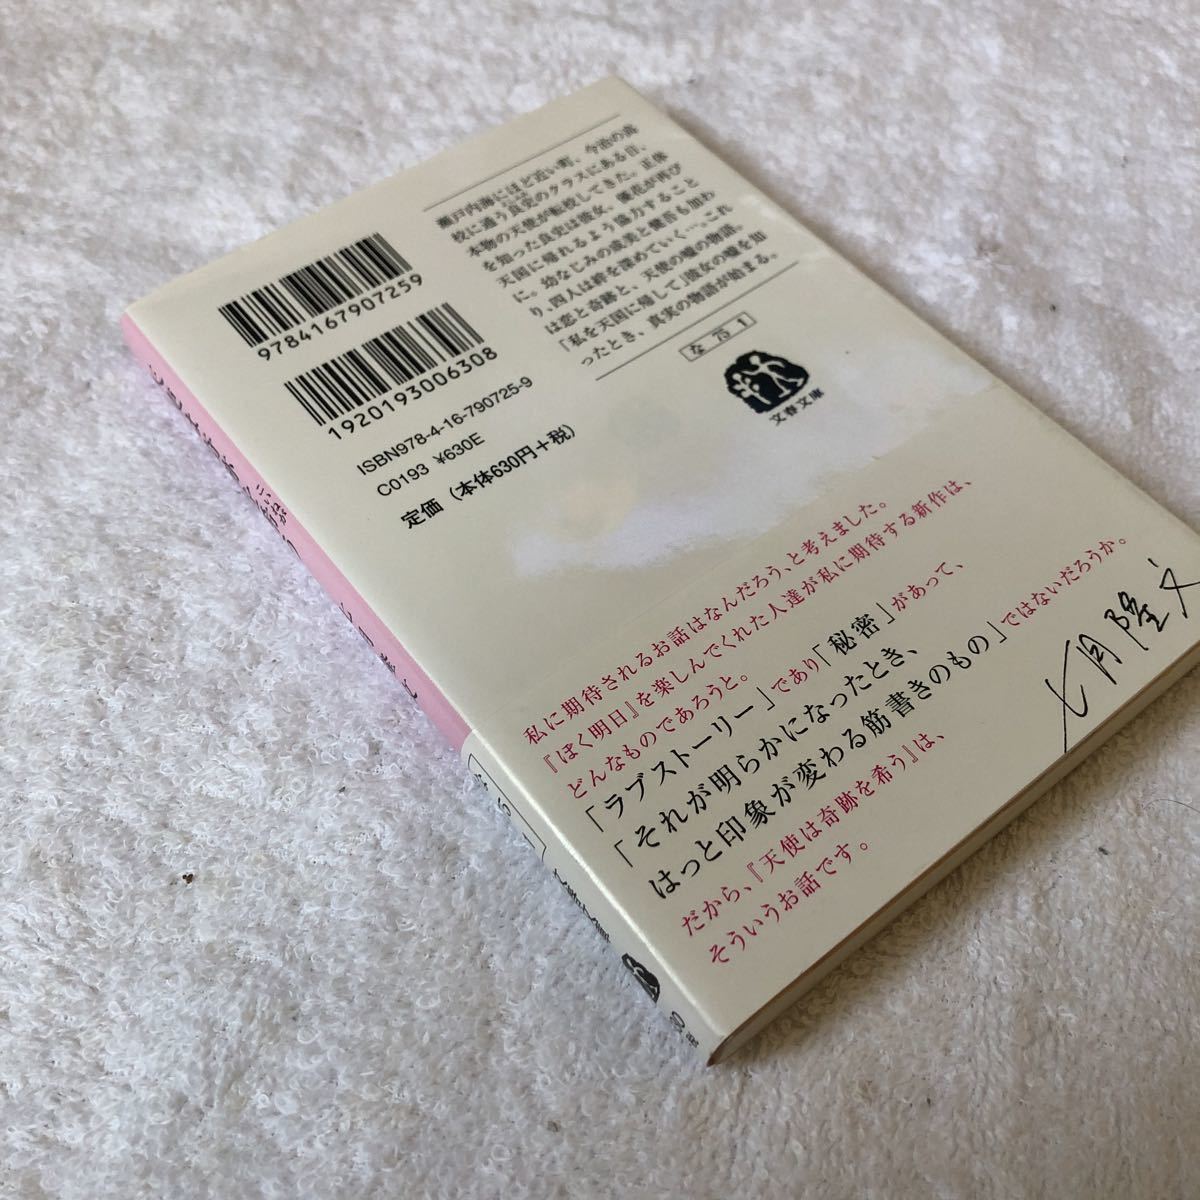 瀬戸内海にほど近い町、今治の高
校に通う良史のクラスにある日、
本物の天使が転校してきた。正体
を知った良史は彼女、優花が再び
天国に帰れるよう協力すること
に。幼なじみの成美と健吾も加わ
り、四人は絆を深めていく…。これ
は恋と奇跡と、天使の嘘の物語。
「私を天国に帰して」彼女の嘘を知
ったとき、真実の物語が始まる。
な 75 1
文春文庫
9784167907259
1920193006308
ISBN978-4-16-790725-9
C0193 ¥630E
定価（本体630円＋税）
私に期待されるお話はなんだろう、と考えました。
『ぼく明日』を楽しんでくれた人達が私に期待する新作は、
どんなものであろうと。
「ラブストーリー」であり「秘密」があって、
「それが明らかになったとき、
はっと印象が変わる筋書きのもの」ではないだろうか。
だから、『天使は奇跡を希う』は、
そういうお話です。
七月隆文